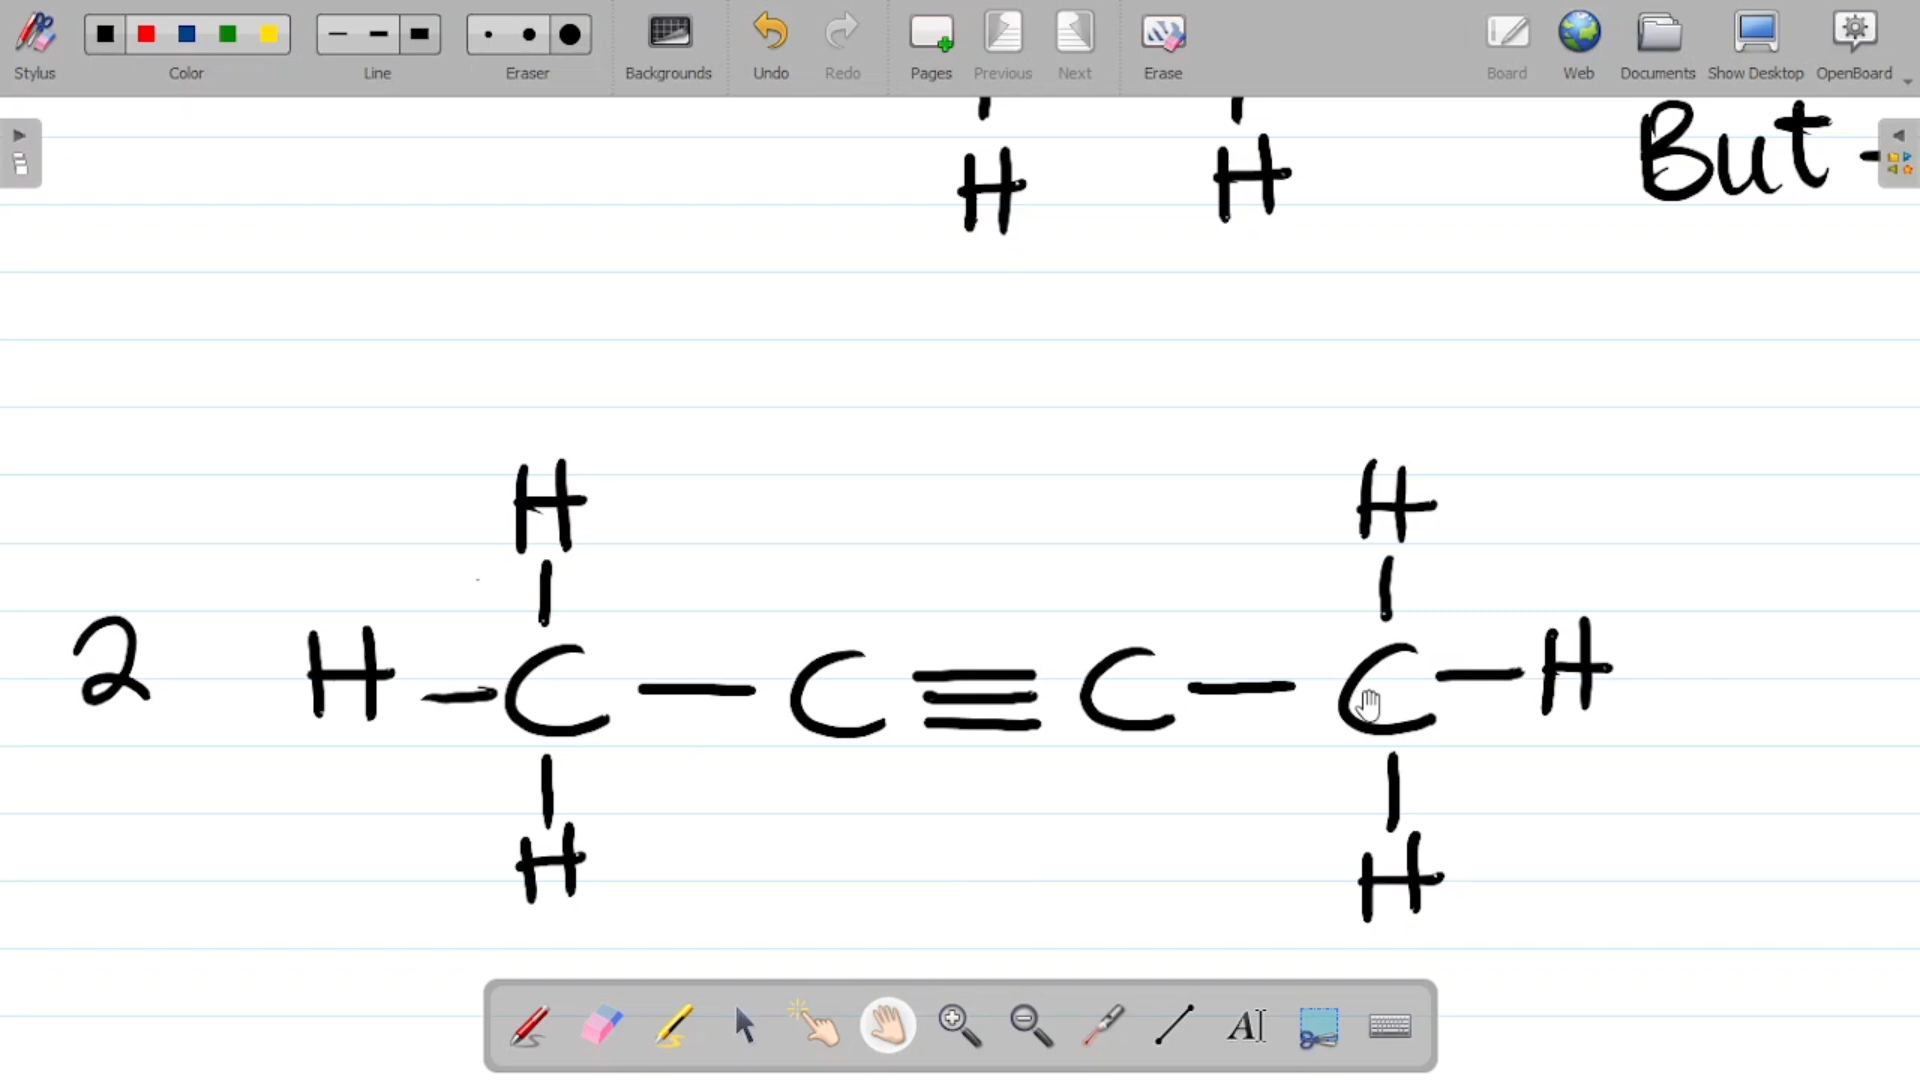 Stylus Color Line Eraser Backgrounds Undo Redo Pages Previous Next Erase Board Web Documents Show Desktop OpenBoard
But -
H H
H H
2 H - C - C ≡ C - C - H
H H